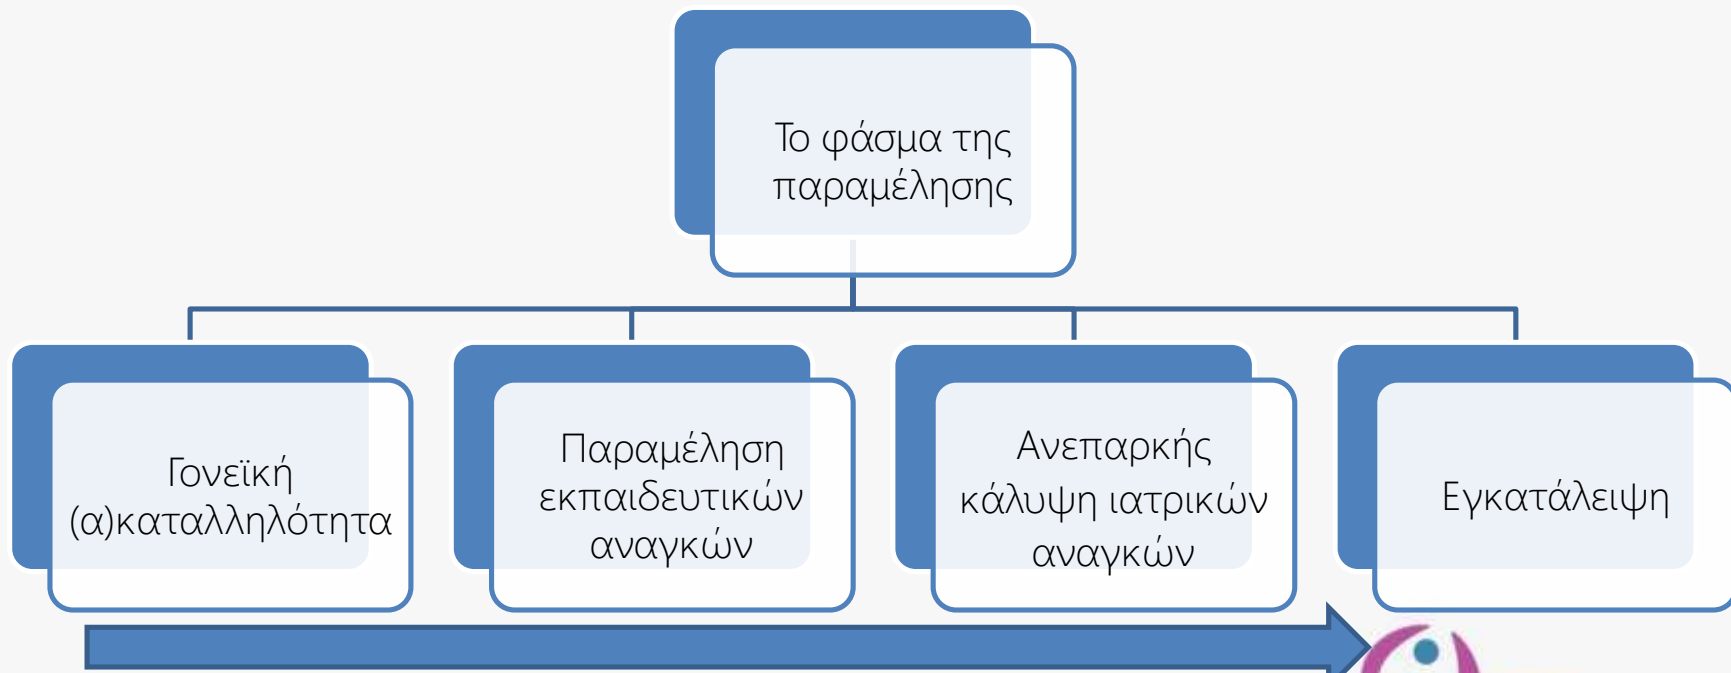 Το φάσμα της
παραμέλησης
Γονεϊκή
(α)καταλληλότητα
Παραμέληση
εκπαιδευτικών
αναγκών
Ανεπαρκής
κάλυψη ιατρικών
αναγκών
Εγκατάλειψη